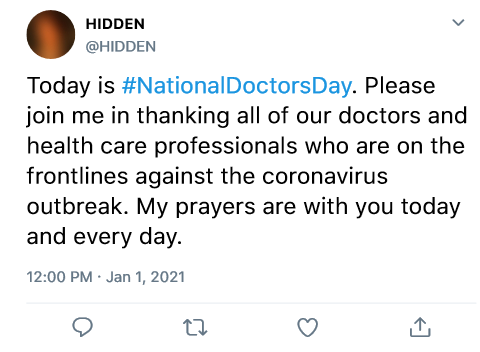 HIDDEN
@HIDDEN
Today is #NationalDoctorsDay. Please
join me in thanking all of our doctors and
health care professionals who are on the
frontlines against the coronavirus
outbreak. My prayers are with you today
and every day.
12:00 PM · Jan 1, 2021